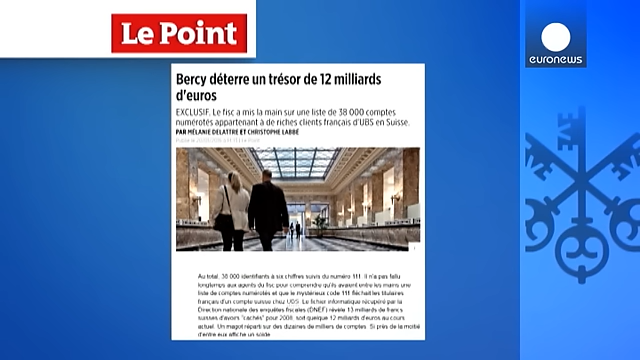 Le Point
euronews
Bercy déterre un trésor de 12 milliards
d'euros
EXCLUSIF. Le fisc a mis la main sur une liste de 38 000 comptes
numérotés appartenant à de riches clients français d'UBS en Suisse.
PAR MÉLANIE DELATTRE ET CHRISTOPHE LABBÉ
Au total, 38 000 identifiants à six chiffres suivis du numéro 111. Il n'a pas fallu
longtemps aux agents du fisc pour comprendre qu'ils avaient entre les mains une
liste de comptes numérotés et que le mystérieux code 111 fléchait les titulaires
français d'un compte suisse chez UBS. Le fichier informatique récupéré par la
Direction nationale des enquêtes fiscales (DNEF) révèle 13 milliards de francs
suisses d'avoirs "cachés" pour 2008, soit quelque 12 milliards d'euros au cours
actuel. Un magot réparti sur des dizaines de milliers de comptes. Si près de la moitié
d'entre eux affiche un solde
UBS